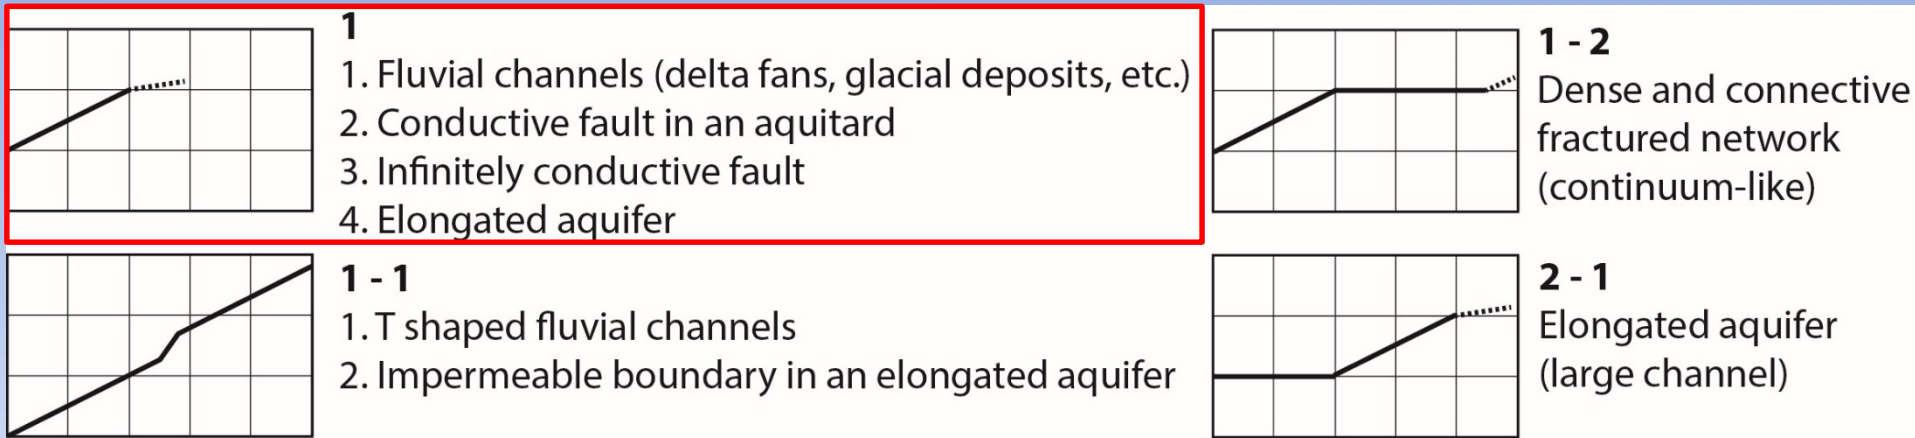 1
1. Fluvial channels (delta fans, glacial deposits, etc.)
2. Conductive fault in an aquitard
3. Infinitely conductive fault
4. Elongated aquifer
1 - 2
Dense and connective
fractured network
(continuum-like)
1 - 1
1. T shaped fluvial channels
2. Impermeable boundary in an elongated aquifer
2 - 1
Elongated aquifer
(large channel)